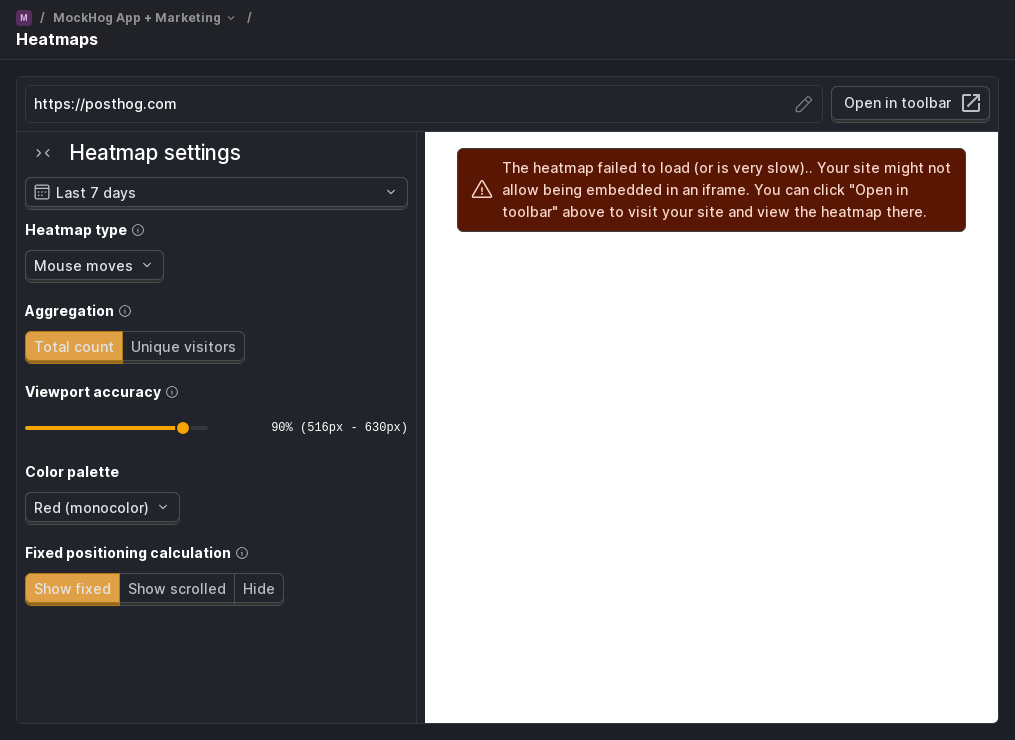 M / MockHog App + Marketing /
Heatmaps
https://posthog.com
Open in toolbar
Heatmap settings
Last 7 days
Heatmap type
Mouse moves
Aggregation
Total count Unique visitors
Viewport accuracy
90% (516px - 630px)
Color palette
Red (monocolor)
Fixed positioning calculation
Show fixed Show scrolled Hide
The heatmap failed to load (or is very slow).. Your site might not
allow being embedded in an iframe. You can click "Open in
toolbar" above to visit your site and view the heatmap there.